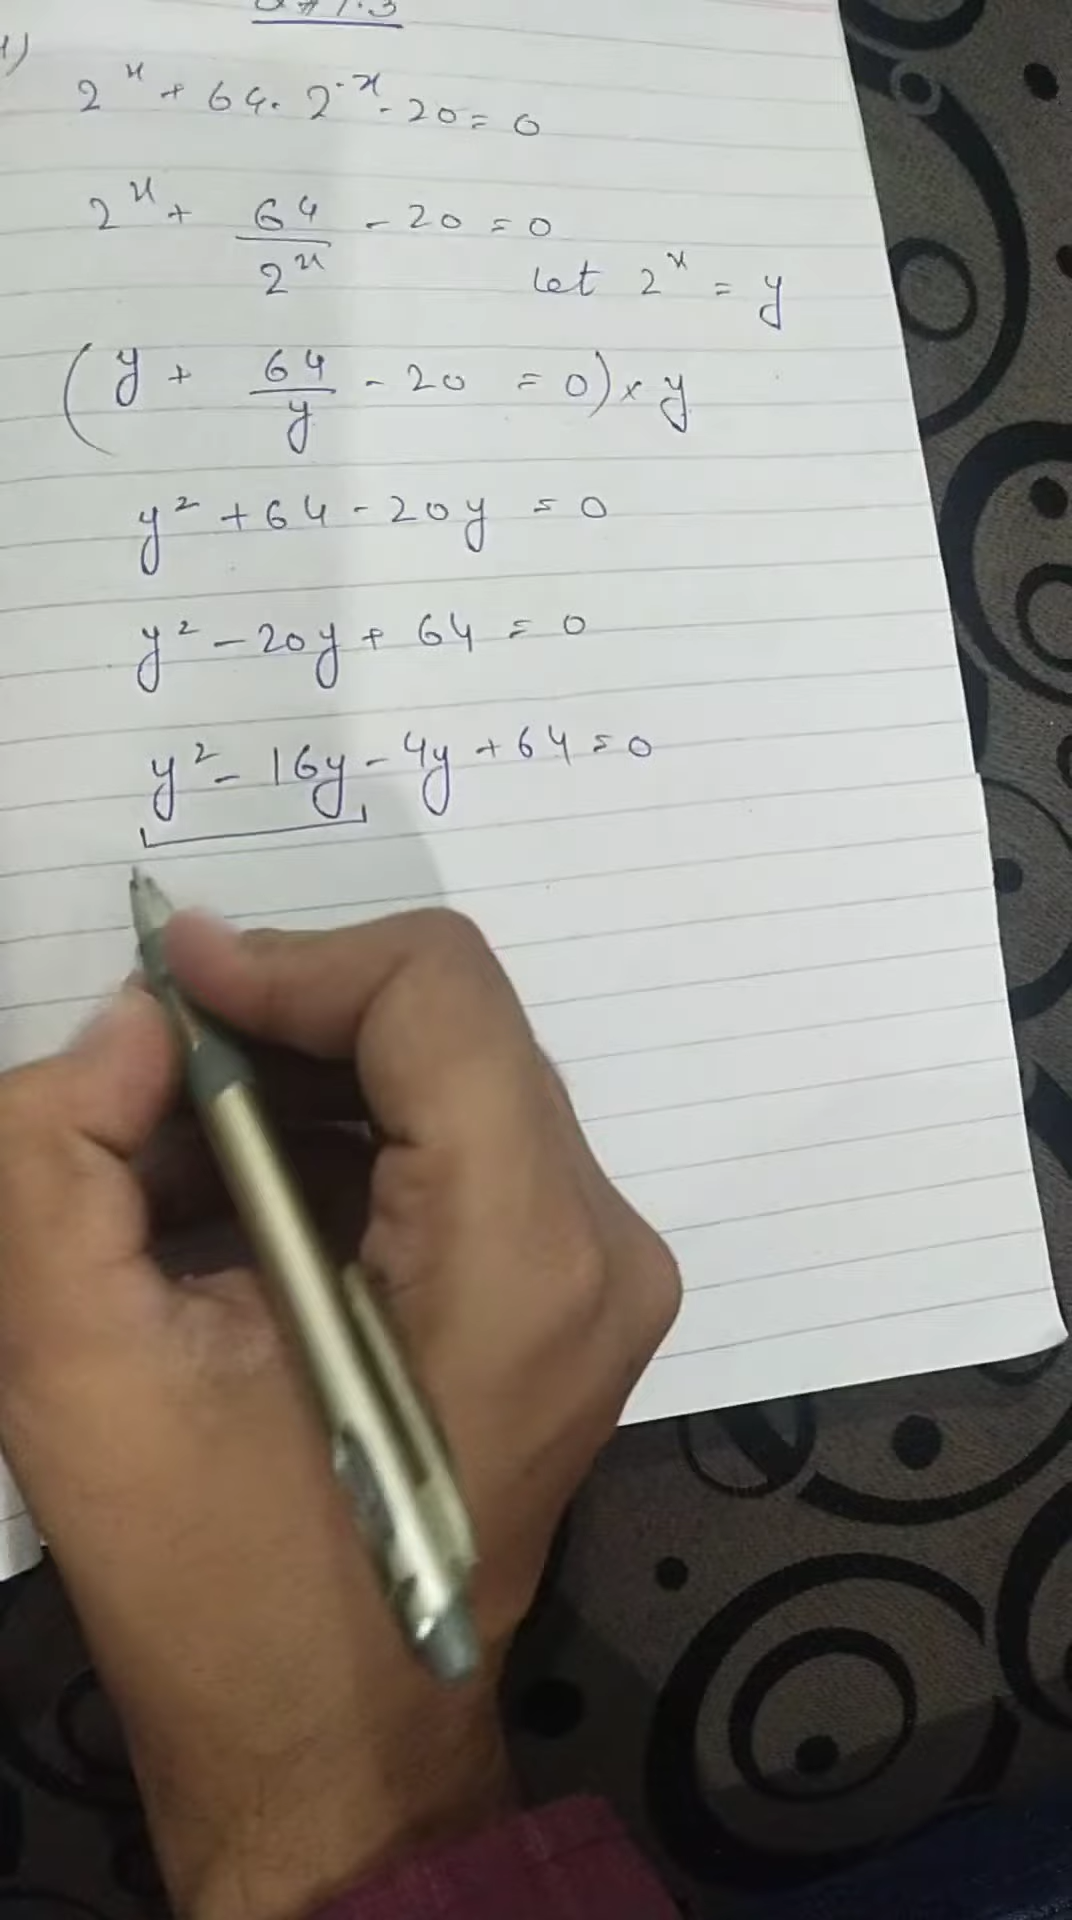 2^x + 64. 2^-x - 20 = 0
2^x + 64/2^x - 20 = 0
let 2^x = y
(y + 64/y - 20 = 0) × y
y² + 64 - 20y = 0
y² - 20y + 64 = 0
y² - 16y - 4y + 64 = 0